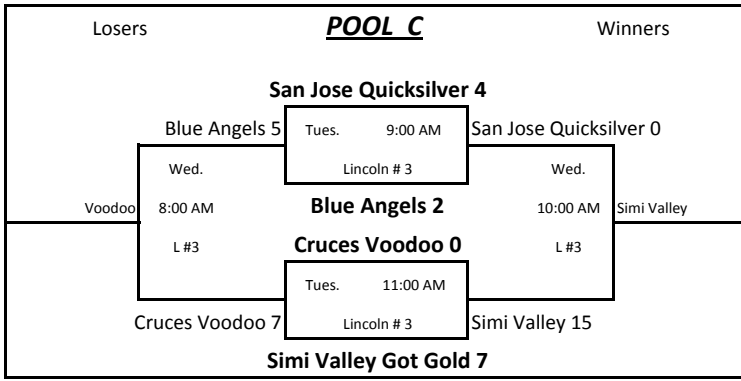 Losers POOL C Winners
San Jose Quicksilver 4
Blue Angels 5 Tues. 9:00 AM San Jose Quicksilver 0
Wed. Lincoln # 3 Wed.
Voodoo 8:00 AM Blue Angels 2 10:00 AM Simi Valley
L #3 Cruces Voodoo 0 L #3
Tues. 11:00 AM
Cruces Voodoo 7 Lincoln # 3 Simi Valley 15
Simi Valley Got Gold 7